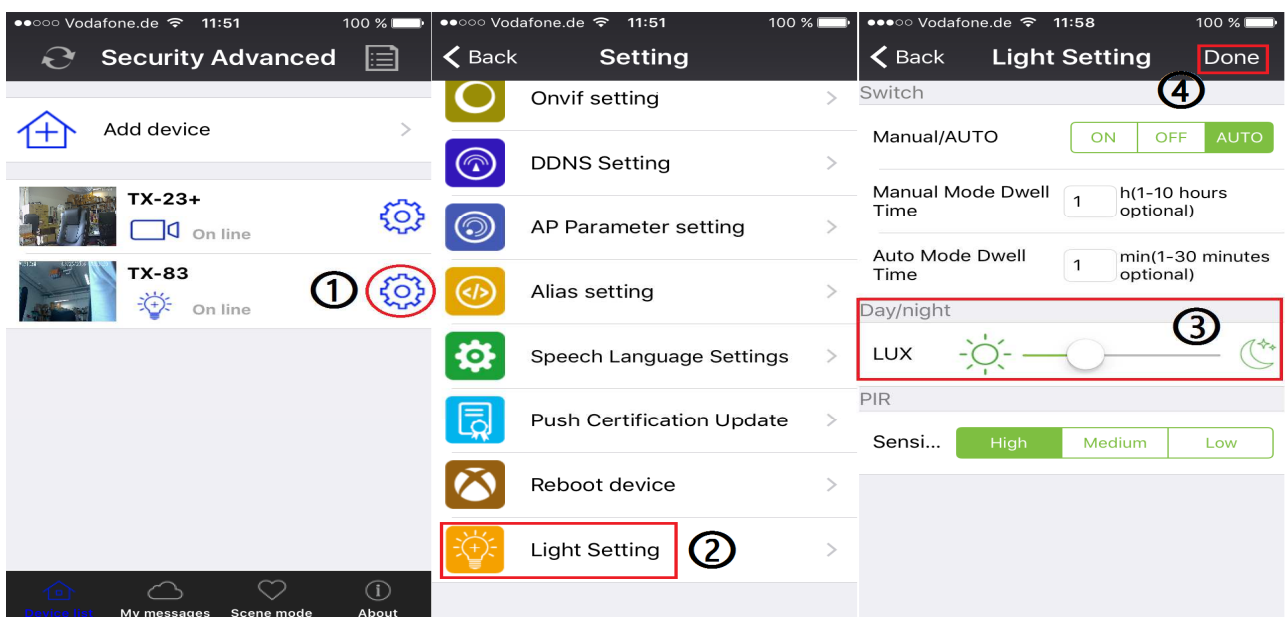 Vodafone.de 11:51 100 %
Security Advanced
Add device
TX-23+
On line
TX-83
On line
1
Device list My messages Scene mode About
Vodafone.de 11:51 100 %
Back Setting
Onvif setting
DDNS Setting
AP Parameter setting
Alias setting
Speech Language Settings
Push Certification Update
Reboot device
Light Setting 2
Vodafone.de 11:58 100 %
Back Light Setting Done
Switch 4
Manual/AUTO ON OFF AUTO
Manual Mode Dwell
Time
1
h(1-10 hours
optional)
Auto Mode Dwell
Time
1
min(1-30 minutes
optional)
Day/night
3
LUX
PIR
Sensi... High Medium Low